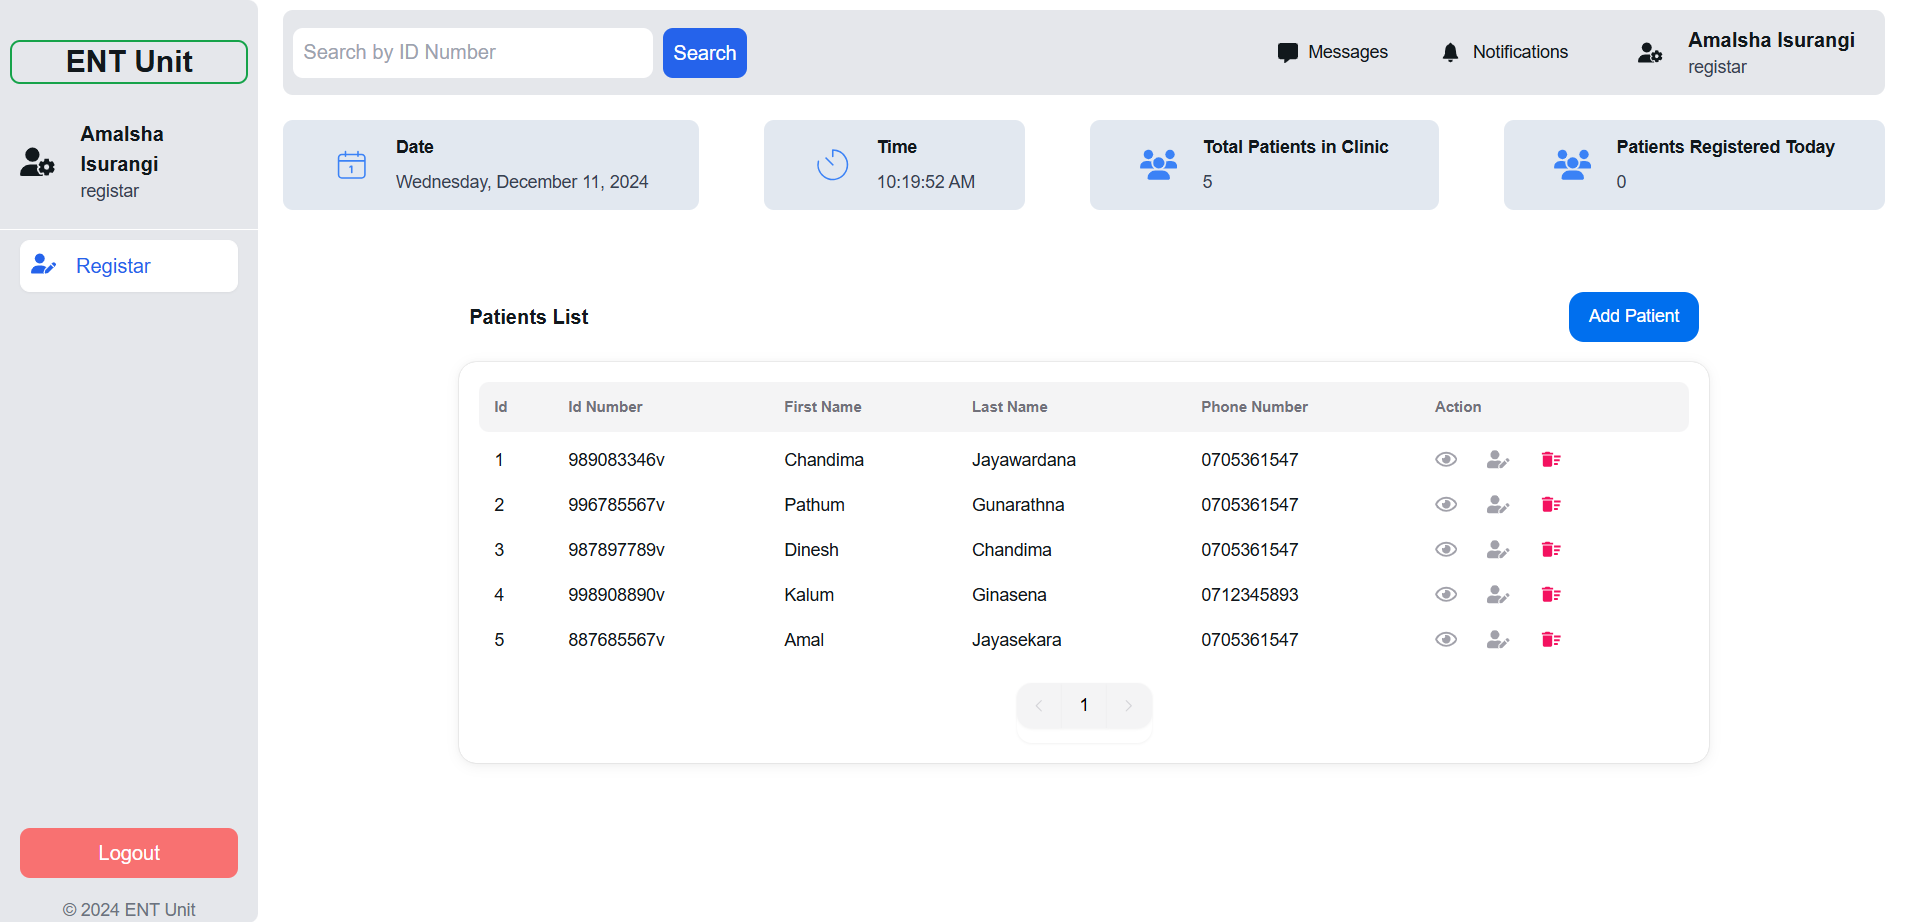 ENT Unit
Amalsha
Isurangi
registar
Registar
Logout
© 2024 ENT Unit
Search by ID Number
Search
Messages
Notifications
Amalsha Isurangi
registar
Date
Wednesday, December 11, 2024
1
Time
10:19:52 AM
Total Patients in Clinic
5
Patients Registered Today
0
Patients List
Add Patient
Id Id Number First Name Last Name Phone Number Action
1 989083346v Chandima Jayawardana 0705361547
2 996785567v Pathum Gunarathna 0705361547
3 987897789v Dinesh Chandima 0705361547
4 998908890v Kalum Ginasena 0712345893
5 887685567v Amal Jayasekara 0705361547
1